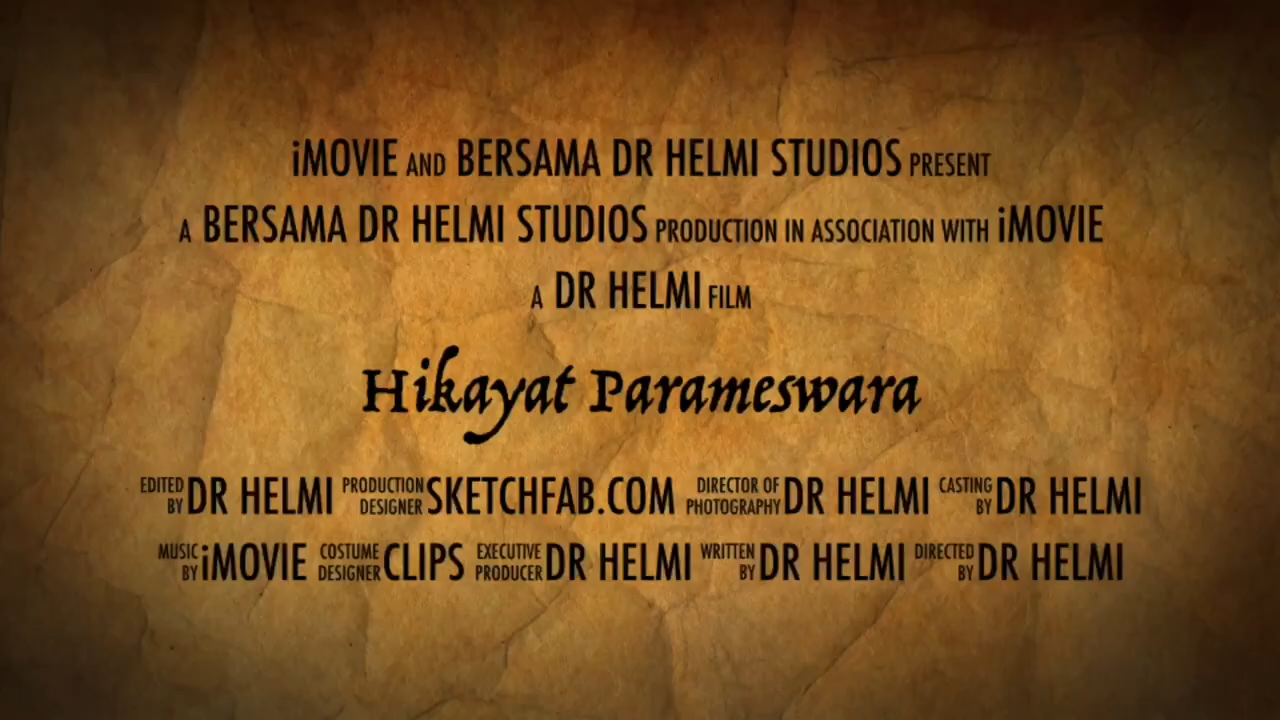 iMOVIE AND BERSAMA DR HELMI STUDIOS PRESENT
A BERSAMA DR HELMI STUDIOS PRODUCTION IN ASSOCIATION WITH iMOVIE
A DR HELMI FILM
Hikayat Parameswara
EDITED BY DR HELMI PRODUCTION DESIGNER SKETCHFAB.COM DIRECTOR OF PHOTOGRAPHY DR HELMI CASTING BY DR HELMI
MUSIC BY iMOVIE COSTUME DESIGNER CLIPS EXECUTIVE PRODUCER DR HELMI WRITTEN BY DR HELMI DIRECTED BY DR HELMI